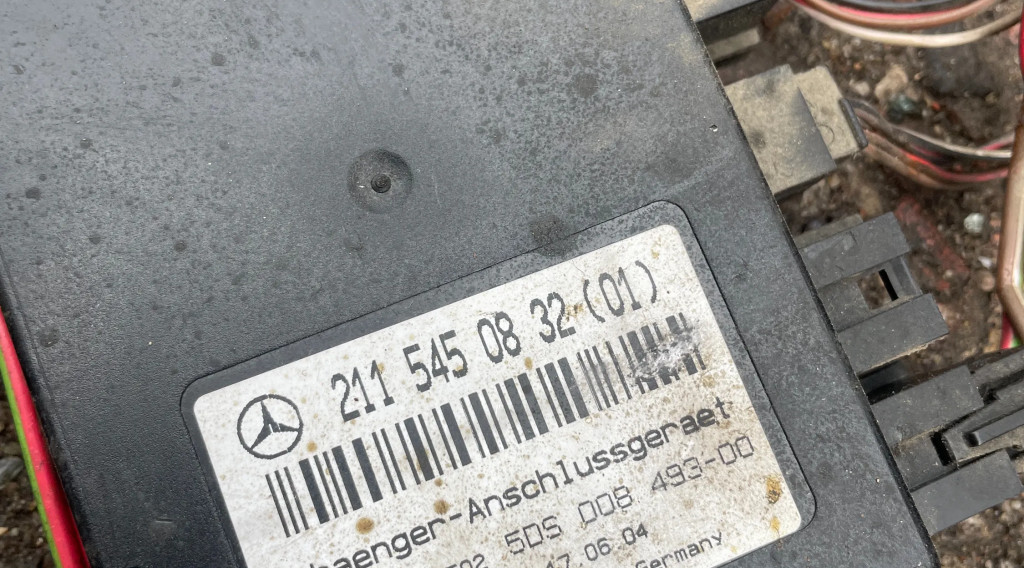 211 545 08 32 (01)
haenger-Anschlussgeraet
5DS 008 493-00
17.06.04
Germany